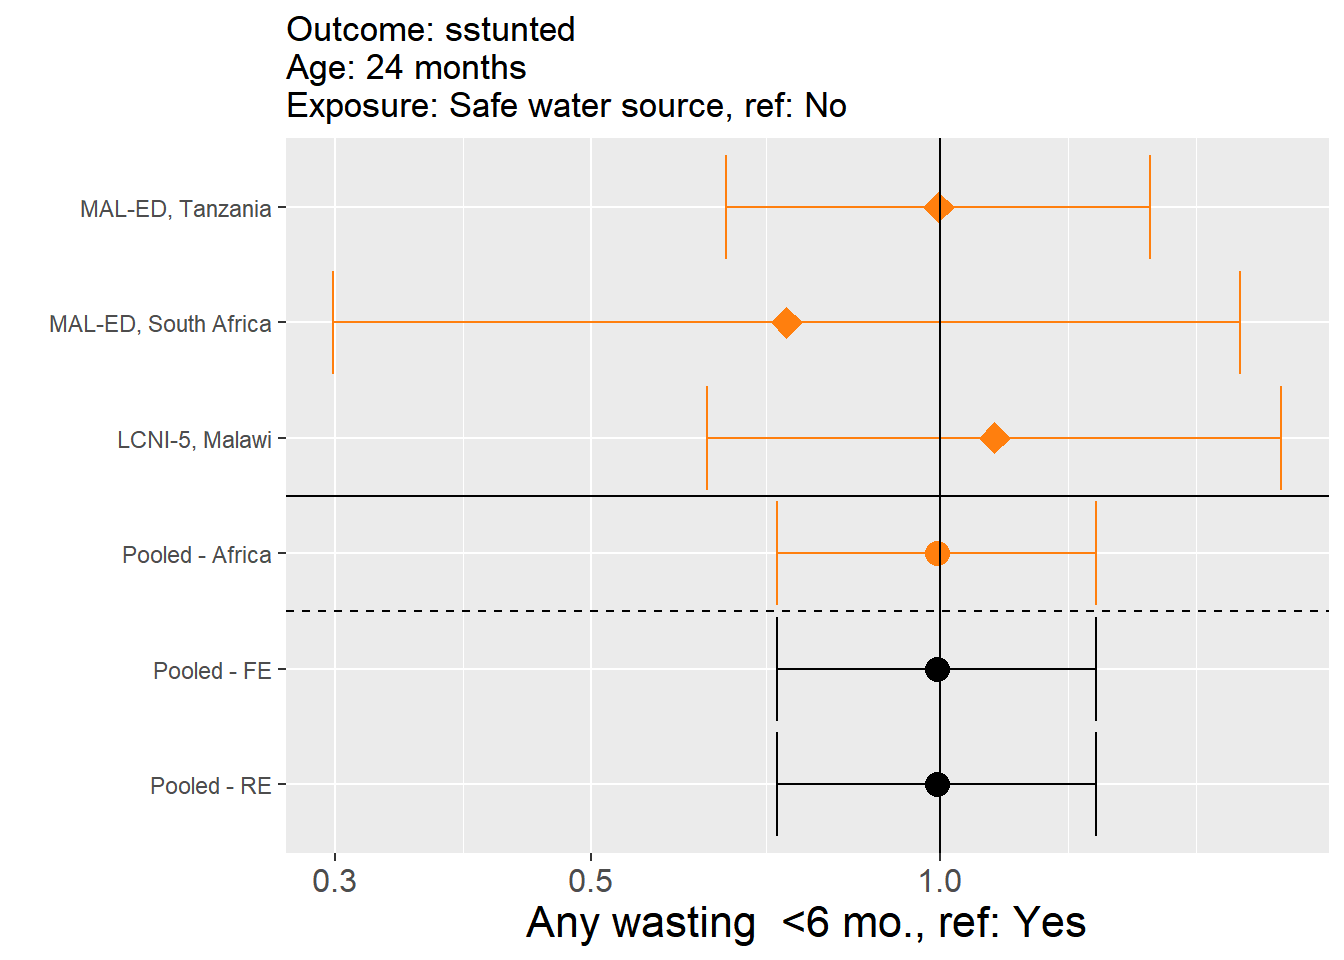 Outcome: sstunted
Age: 24 months
Exposure: Safe water source, ref: No
MAL-ED, Tanzania
MAL-ED, South Africa
LCNI-5, Malawi
Pooled - Africa
Pooled - FE
Pooled - RE
0.3 0.5 1.0
Any wasting  <6 mo., ref: Yes